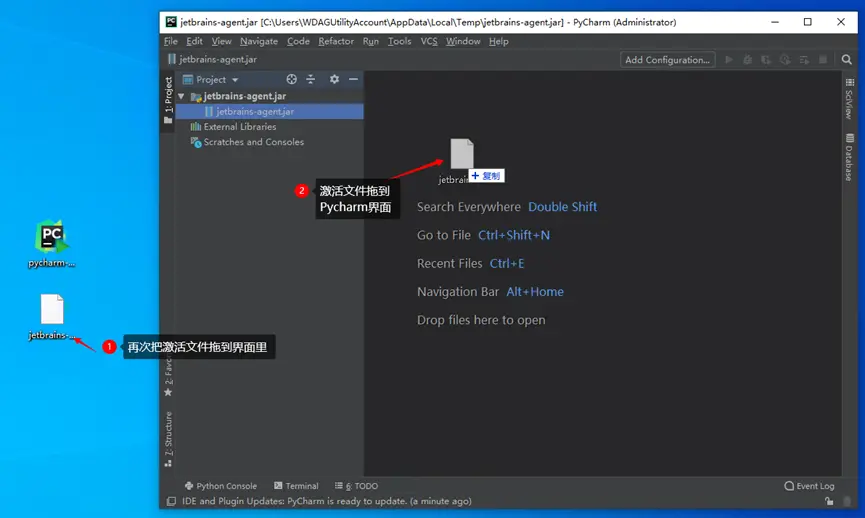 jetbrains-agent.jar [C:\Users\WDAGUtilityAccount\AppData\Local\Temp\jetbrains-agent.jar] - PyCharm (Administrator)
File Edit View Navigate Code Refactor Run Tools VCS Window Help
jetbrains-agent.jar
Add Configuration...
1: Project
Project
jetbrains-agent.jar
jetbrains-agent.jar
External Libraries
Scratches and Consoles
SciView
Database
jetbrai
复制
2
激活文件拖到
Pycharm界面
Search Everywhere Double Shift
Go to File Ctrl+Shift+N
Recent Files Ctrl+E
Navigation Bar Alt+Home
Drop files here to open
PC
pycharm-...
jetbrains-...
1
再次把激活文件拖到界面里
2: Favo
7: Structure
Python Console Terminal 6: TODO Event Log
IDE and Plugin Updates: PyCharm is ready to update. (a minute ago)